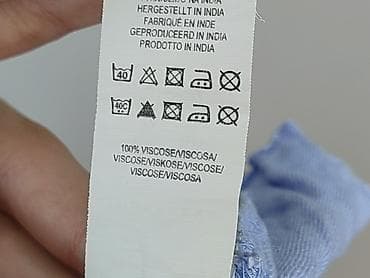 HERGESTELLT IN INDIA
FABRIQUÉ EN INDE
GEPRODUCEERD IN INDIA
PRODOTTO IN INDIA
40
40C
100% VISCOSE/VISCOSA/
VISCOSE/VISKOSE/VISCOSE/
VISCOSE/VISCOSA